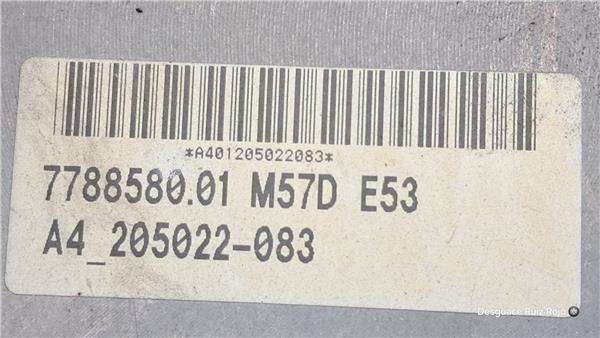 *A401205022083*
7788580.01 M57D E53
A4_205022-083
Desguace Ruiz Rojo